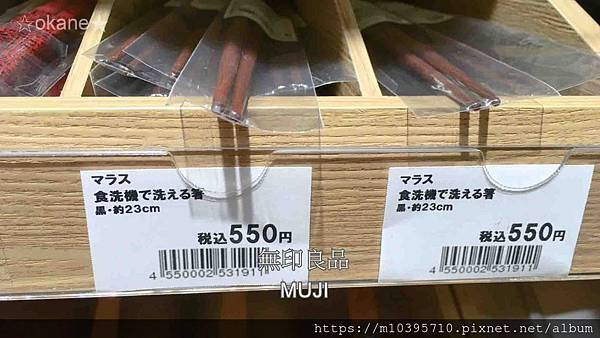 ☆okane☆
マラス
食洗機で洗える箸
黒・約23cm
税込550円
4 550002 531911
マラス
食洗機で洗える箸
黒・約23cm
税込550円
4 550002 531911
無印良品
MUJI
https://m10395710.pixnet.net/album